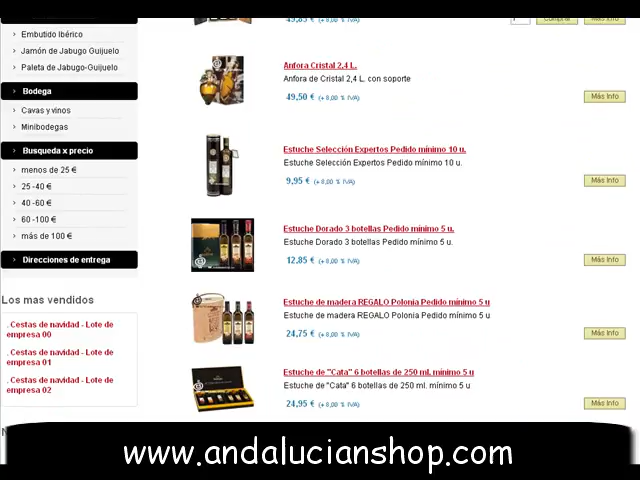 49,85 € (+ 8,00 % IVA)
Comprar
Más Info
Embutido Ibérico
Jamón de Jabugo Guijuelo
Paleta de Jabugo-Guijuelo
Bodega
Cavas y vinos
Minibodegas
Busqueda x precio
menos de 25 €
25 -40 €
40 -60 €
60 -100 €
más de 100 €
Direcciones de entrega
Los mas vendidos
. Cestas de navidad - Lote de
empresa 00
. Cestas de navidad - Lote de
empresa 01
. Cestas de navidad - Lote de
empresa 02
Anfora Cristal 2,4 L.
Anfora de Cristal 2,4 L. con soporte
49,50 € (+ 8,00 % IVA)
Más Info
Estuche Selección Expertos Pedido mínimo 10 u.
Estuche Selección Expertos Pedido mínimo 10 u.
9,95 € (+ 8,00 % IVA)
Más Info
Estuche Dorado 3 botellas Pedido mínimo 5 u.
Estuche Dorado 3 botellas Pedido mínimo 5 u.
12,85 € (+ 8,00 % IVA)
Más Info
Estuche de madera REGALO Polonia Pedido mínimo 5 u
Estuche de madera REGALO Polonia Pedido mínimo 5 u
24,75 € (+ 8,00 % IVA)
Más Info
Estuche de "Cata" 6 botellas de 250 ml. mínimo 5 u
Estuche de "Cata" 6 botellas de 250 ml. mínimo 5 u
24,95 € (+ 8,00 % IVA)
Más Info
www.andalucianshop.com